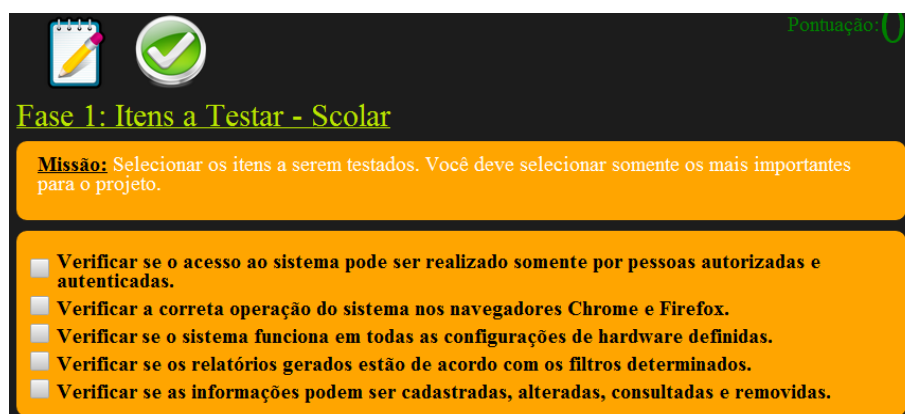 Pontuação: 0
Fase 1: Itens a Testar - Scolar
Missão: Selecionar os itens a serem testados. Você deve selecionar somente os mais importantes
para o projeto.
Verificar se o acesso ao sistema pode ser realizado somente por pessoas autorizadas e
autenticadas.
Verificar a correta operação do sistema nos navegadores Chrome e Firefox.
Verificar se o sistema funciona em todas as configurações de hardware definidas.
Verificar se os relatórios gerados estão de acordo com os filtros determinados.
Verificar se as informações podem ser cadastradas, alteradas, consultadas e removidas.